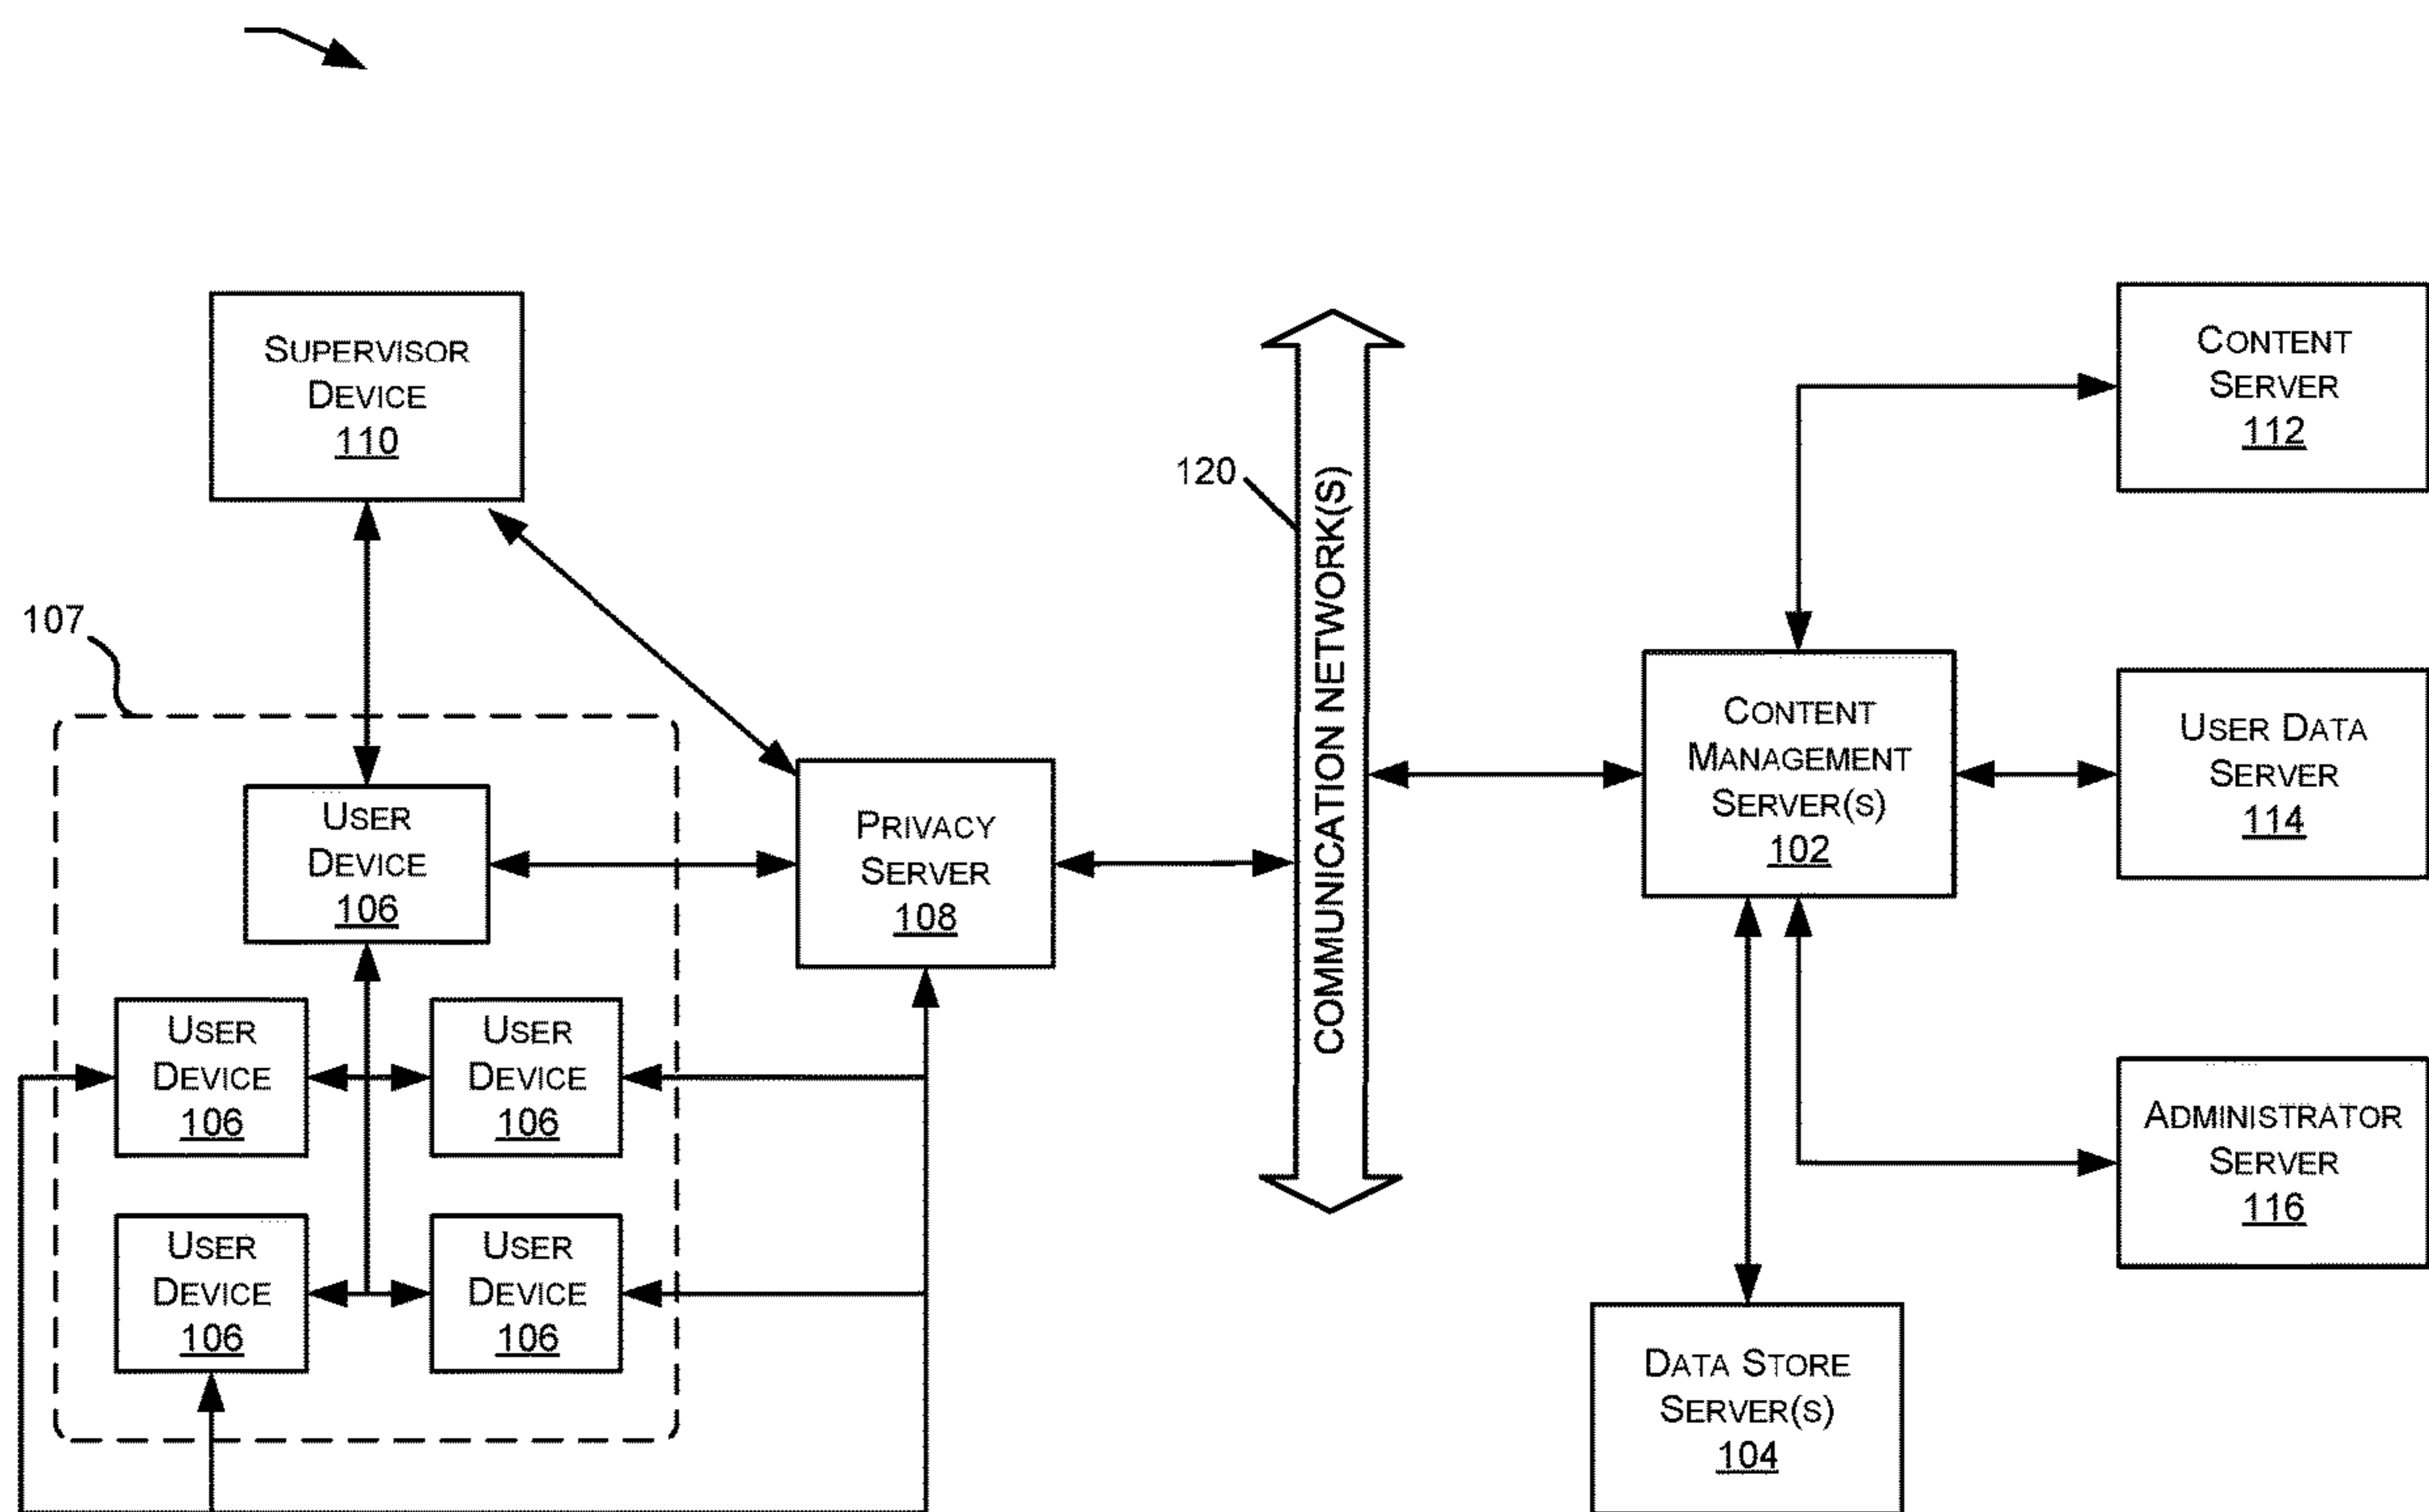 SUPERVISOR
DEVICE
110
CONTENT
SERVER
112
120
COMMUNICATION NETWORK(S)
107
CONTENT
MANAGEMENT
SERVER(S)
102
USER DATA
SERVER
114
USER
DEVICE
106
PRIVACY
SERVER
108
USER
DEVICE
106
USER
DEVICE
106
ADMINISTRATOR
SERVER
116
USER
DEVICE
106
USER
DEVICE
106
DATA STORE
SERVER(S)
104